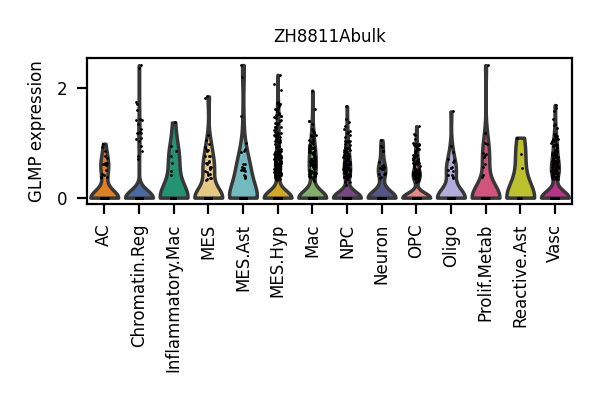 ZH8811Abulk
GLMP expression
2
0
AC
Chromatin.Reg
Inflammatory.Mac
MES
MES.Ast
MES.Hyp
Mac
NPC
Neuron
OPC
Oligo
Prolif.Metab
Reactive.Ast
Vasc